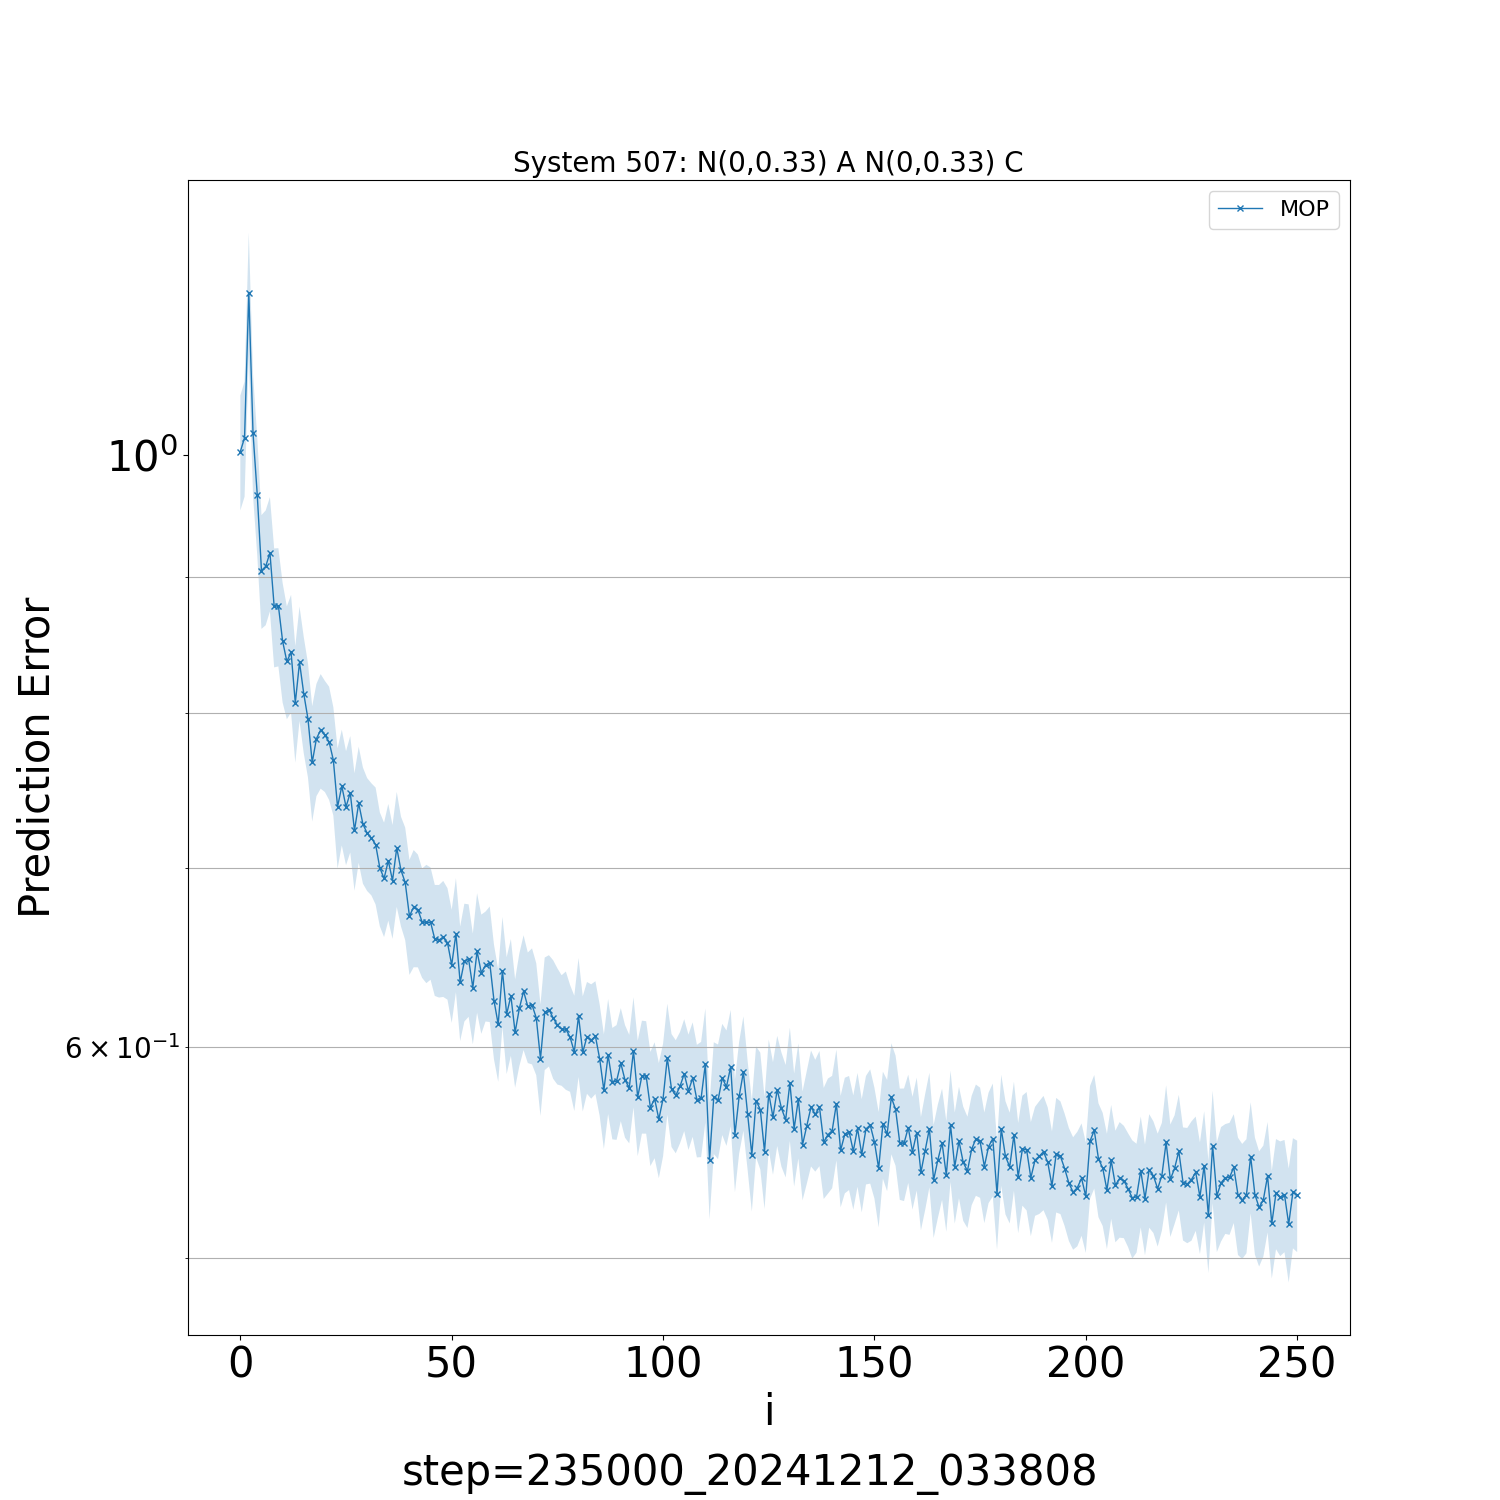 System 507: N(0,0.33) A N(0,0.33) C
MOP
10⁰
6 × 10⁻¹
Prediction Error
0 50 100 150 200 250
i
step=235000_20241212_033808